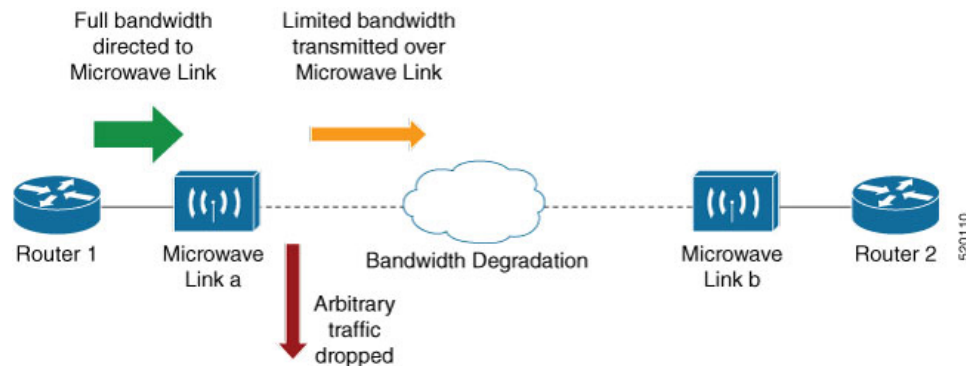 Full bandwidth
directed to
Microwave Link
Limited bandwidth
transmitted over
Microwave Link
Router 1
Microwave
Link a
Bandwidth Degradation
Microwave
Link b
Router 2
520110
Arbitrary
traffic
dropped